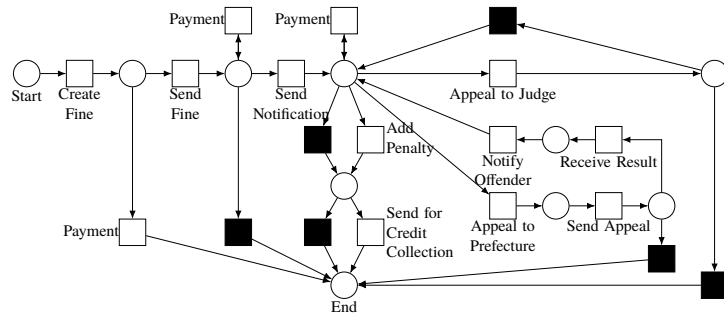 Payment
Payment
Start
Create
Fine
Send
Fine
Send
Notification
Appeal to Judge
Add
Penalty
Notify
Offender
Receive Result
Payment
Send for
Credit
Collection
Appeal to
Prefecture
Send Appeal
End